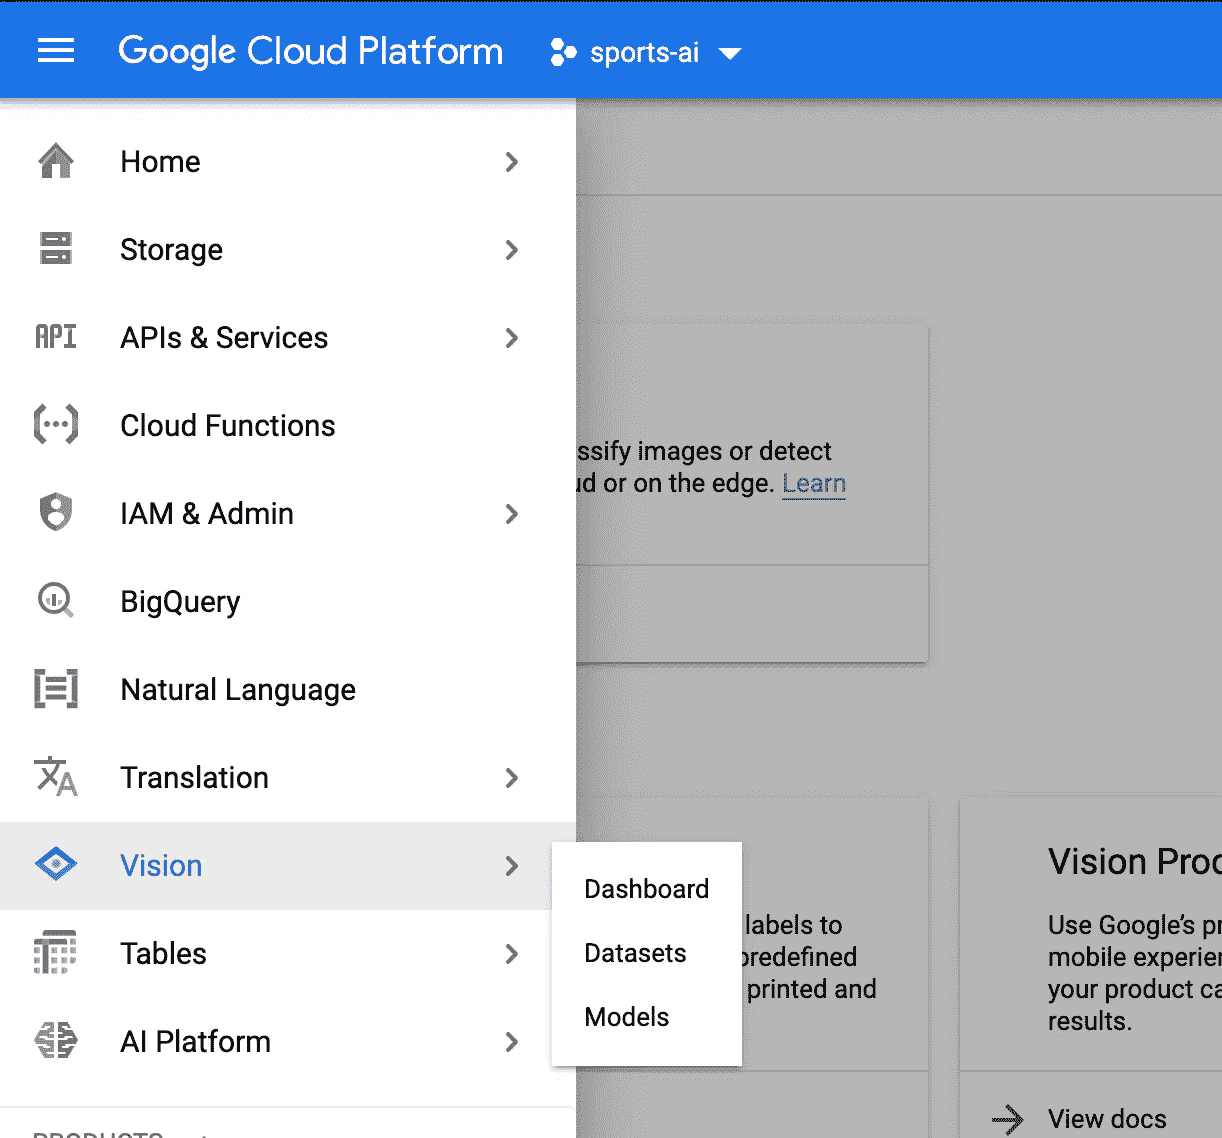 Google Cloud Platform
sports-ai
Home
Storage
API
APIs & Services
Cloud Functions
IAM & Admin
BigQuery
Natural Language
Translation
Vision
Tables
AI Platform
Dashboard
Datasets
Models
ssify images or detect
ud or on the edge. Learn
labels to
predefined
printed and
Vision Proc
Use Google's pr
mobile experien
your product ca
results.
View docs
PRODUCTS